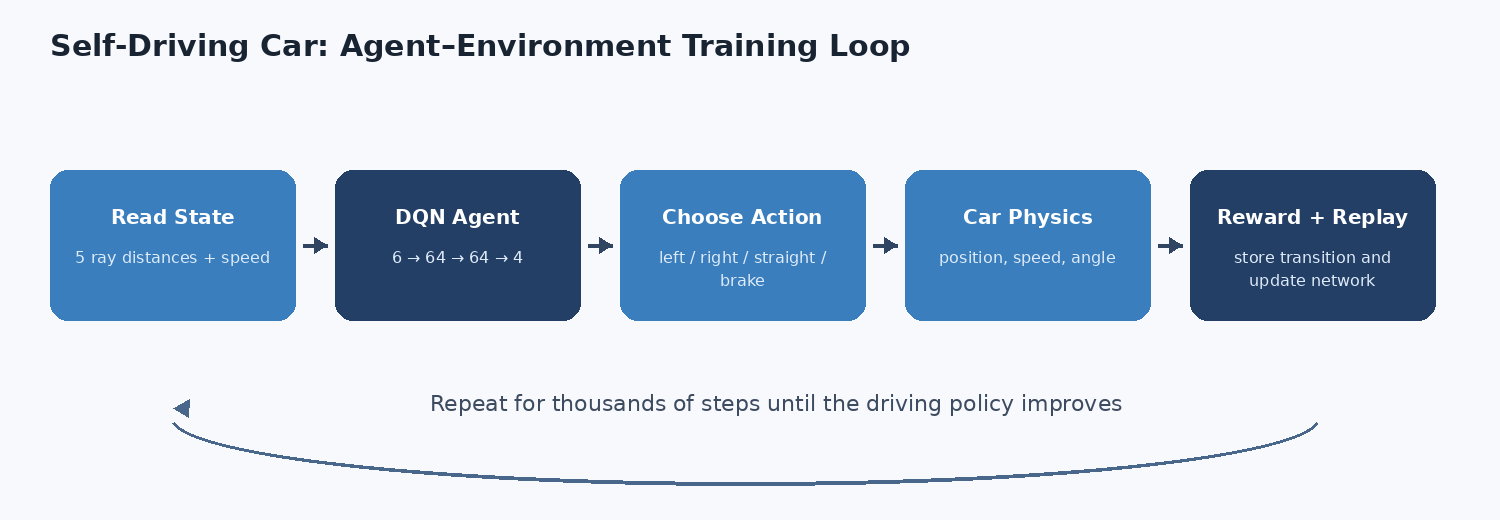 Self-Driving Car: Agent–Environment Training Loop
Read State
5 ray distances + speed
DQN Agent
6 → 64 → 64 → 4
Choose Action
left / right / straight /
brake
Car Physics
position, speed, angle
Reward + Replay
store transition and
update network
Repeat for thousands of steps until the driving policy improves